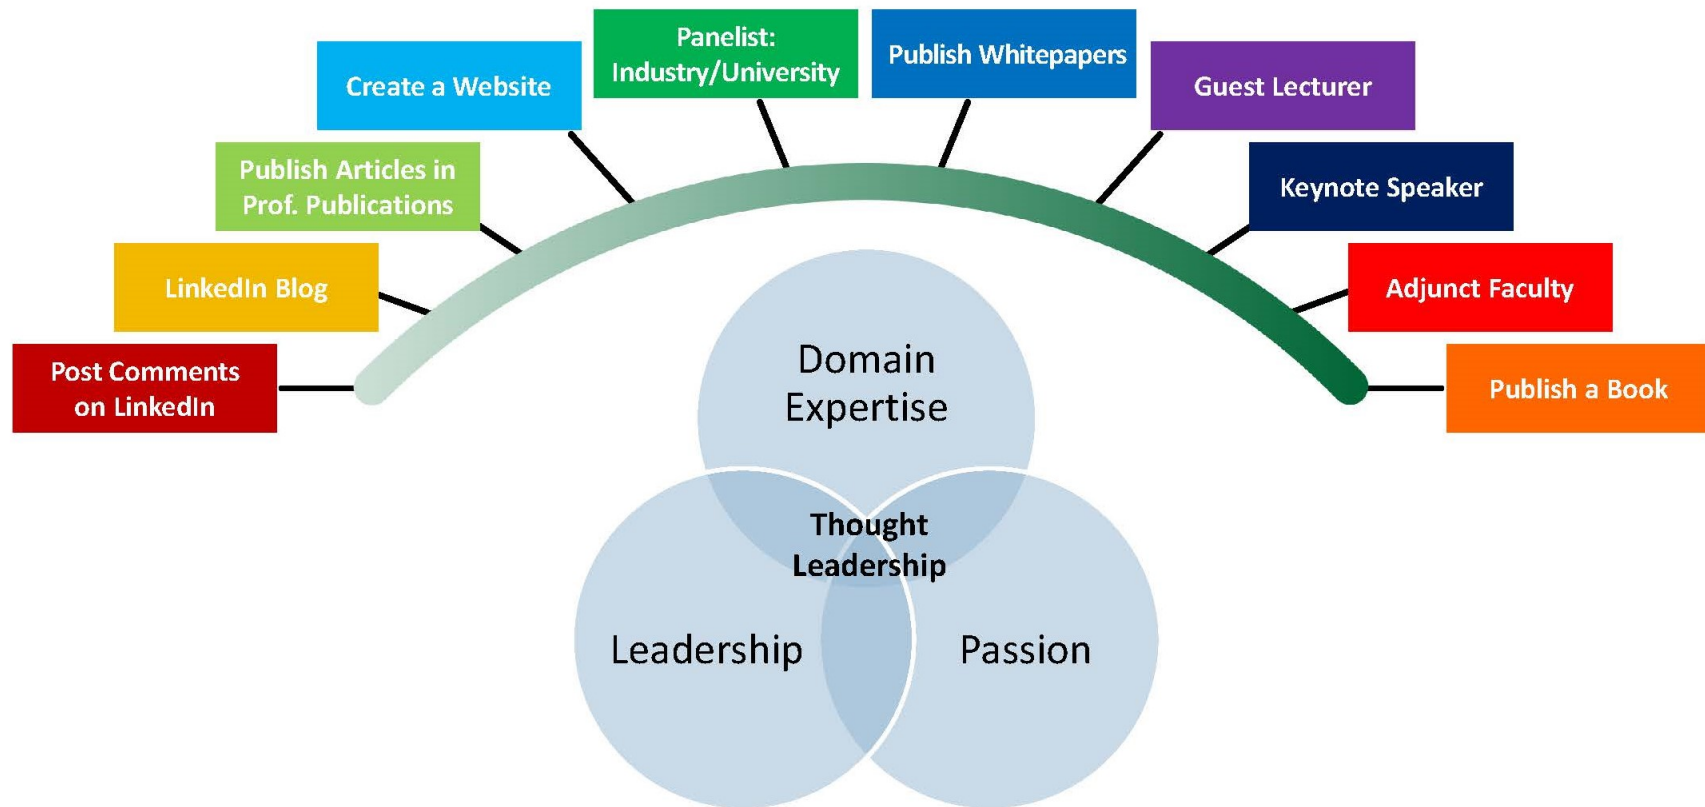 Post Comments
on LinkedIn
LinkedIn Blog
Publish Articles in
Prof. Publications
Create a Website
Panelist:
Industry/University
Publish Whitepapers
Guest Lecturer
Keynote Speaker
Adjunct Faculty
Publish a Book
Domain
Expertise
Thought
Leadership
Leadership
Passion